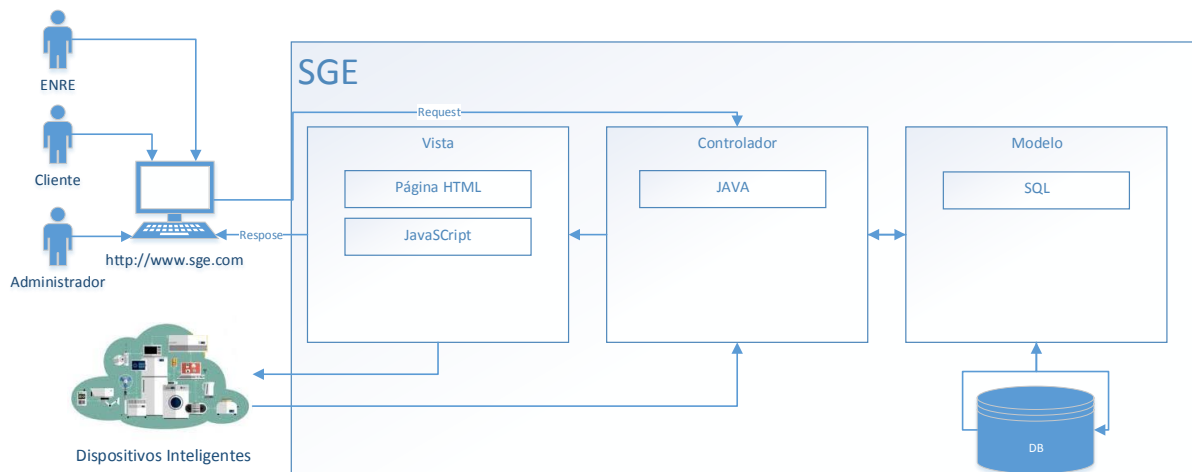 ENRE
SGE
Request
Cliente
Vista
Controlador
Modelo
Página HTML
JAVA
SQL
JavaSCript
Respose
http://www.sge.com
Administrador
Dispositivos Inteligentes
DB